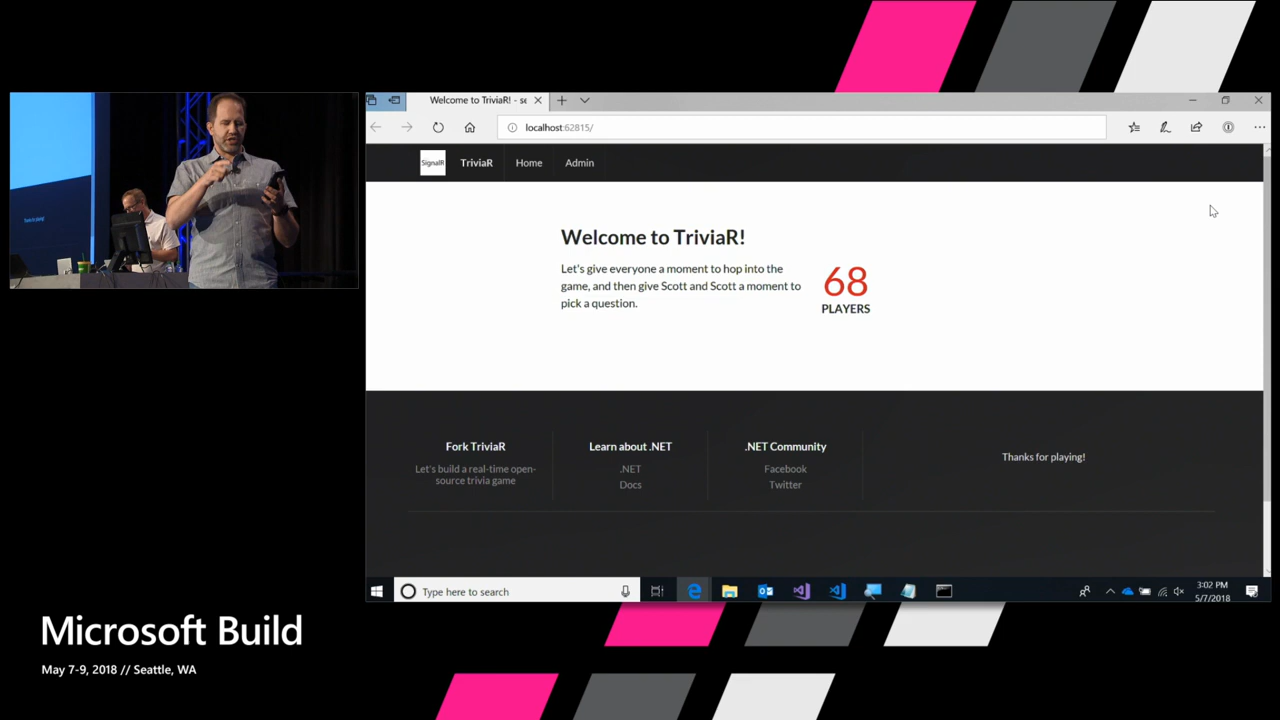 Welcome to TriviaR! - se
localhost:62815/
SignalR
TriviaR
Home
Admin
Welcome to TriviaR!
Let's give everyone a moment to hop into the
game, and then give Scott and Scott a moment to
pick a question.
68
PLAYERS
Fork TriviaR
Let's build a real-time open-
source trivia game
Learn about .NET
.NET
Docs
.NET Community
Facebook
Twitter
Thanks for playing!
Type here to search
3:02 PM
5/7/2018
Microsoft Build
May 7-9, 2018 // Seattle, WA